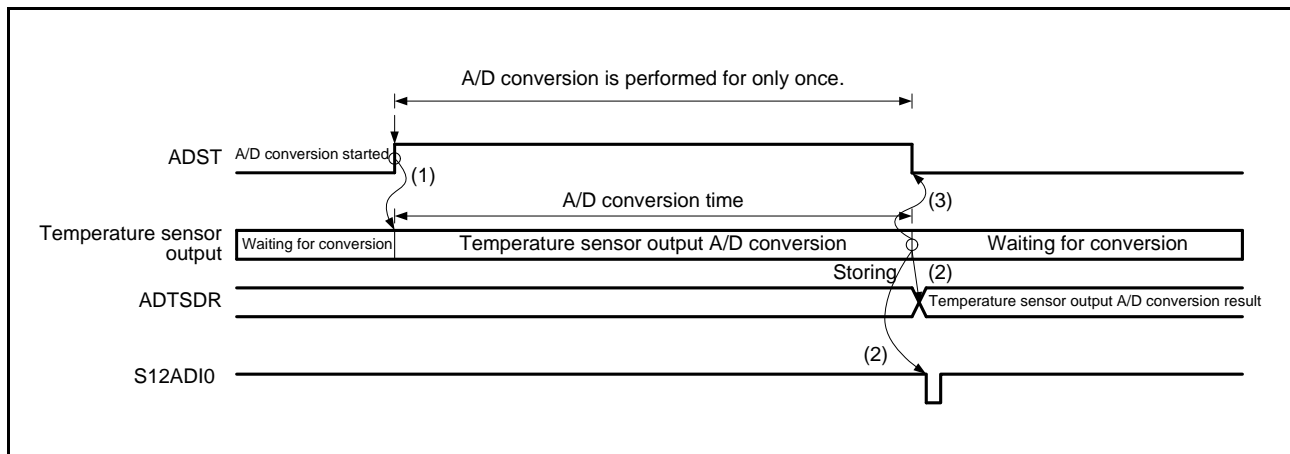 A/D conversion is performed for only once.
ADST
A/D conversion started
(1)
(3)
A/D conversion time
Temperature sensor
output
Waiting for conversion
Temperature sensor output A/D conversion
Waiting for conversion
Storing
(2)
ADTSDR
Temperature sensor output A/D conversion result
(2)
S12ADI0